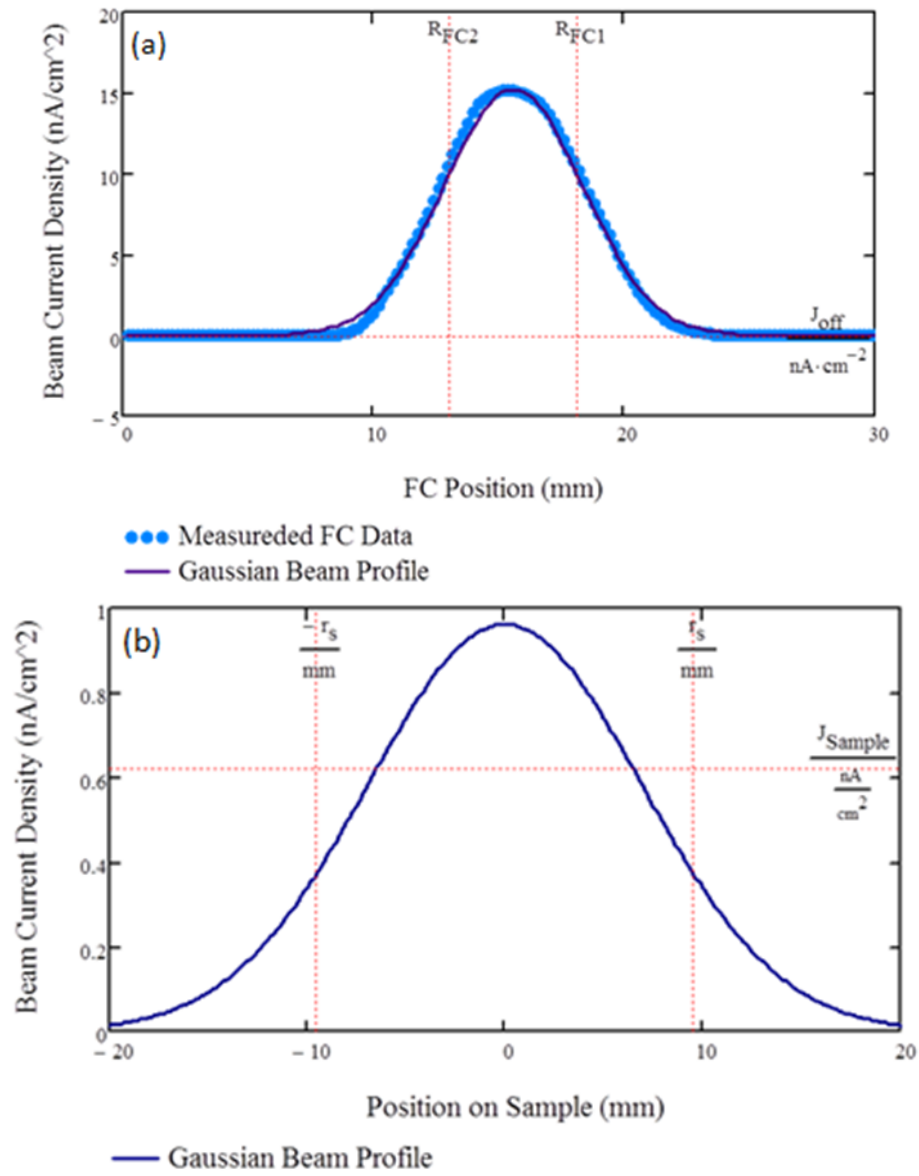 (a)
20
15
10
5
0
– 5
R_FC2
R_FC1
J_off
nA·cm^–2
0
10
20
30
Beam Current Density (nA/cm^2)
FC Position (mm)
Measureded FC Data
Gaussian Beam Profile
(b)
1
0.8
0.6
0.4
0.2
0
– r_s
mm
r_s
mm
J_Sample
nA
cm^2
– 20
– 10
0
10
20
Beam Current Density (nA/cm^2)
Position on Sample (mm)
Gaussian Beam Profile